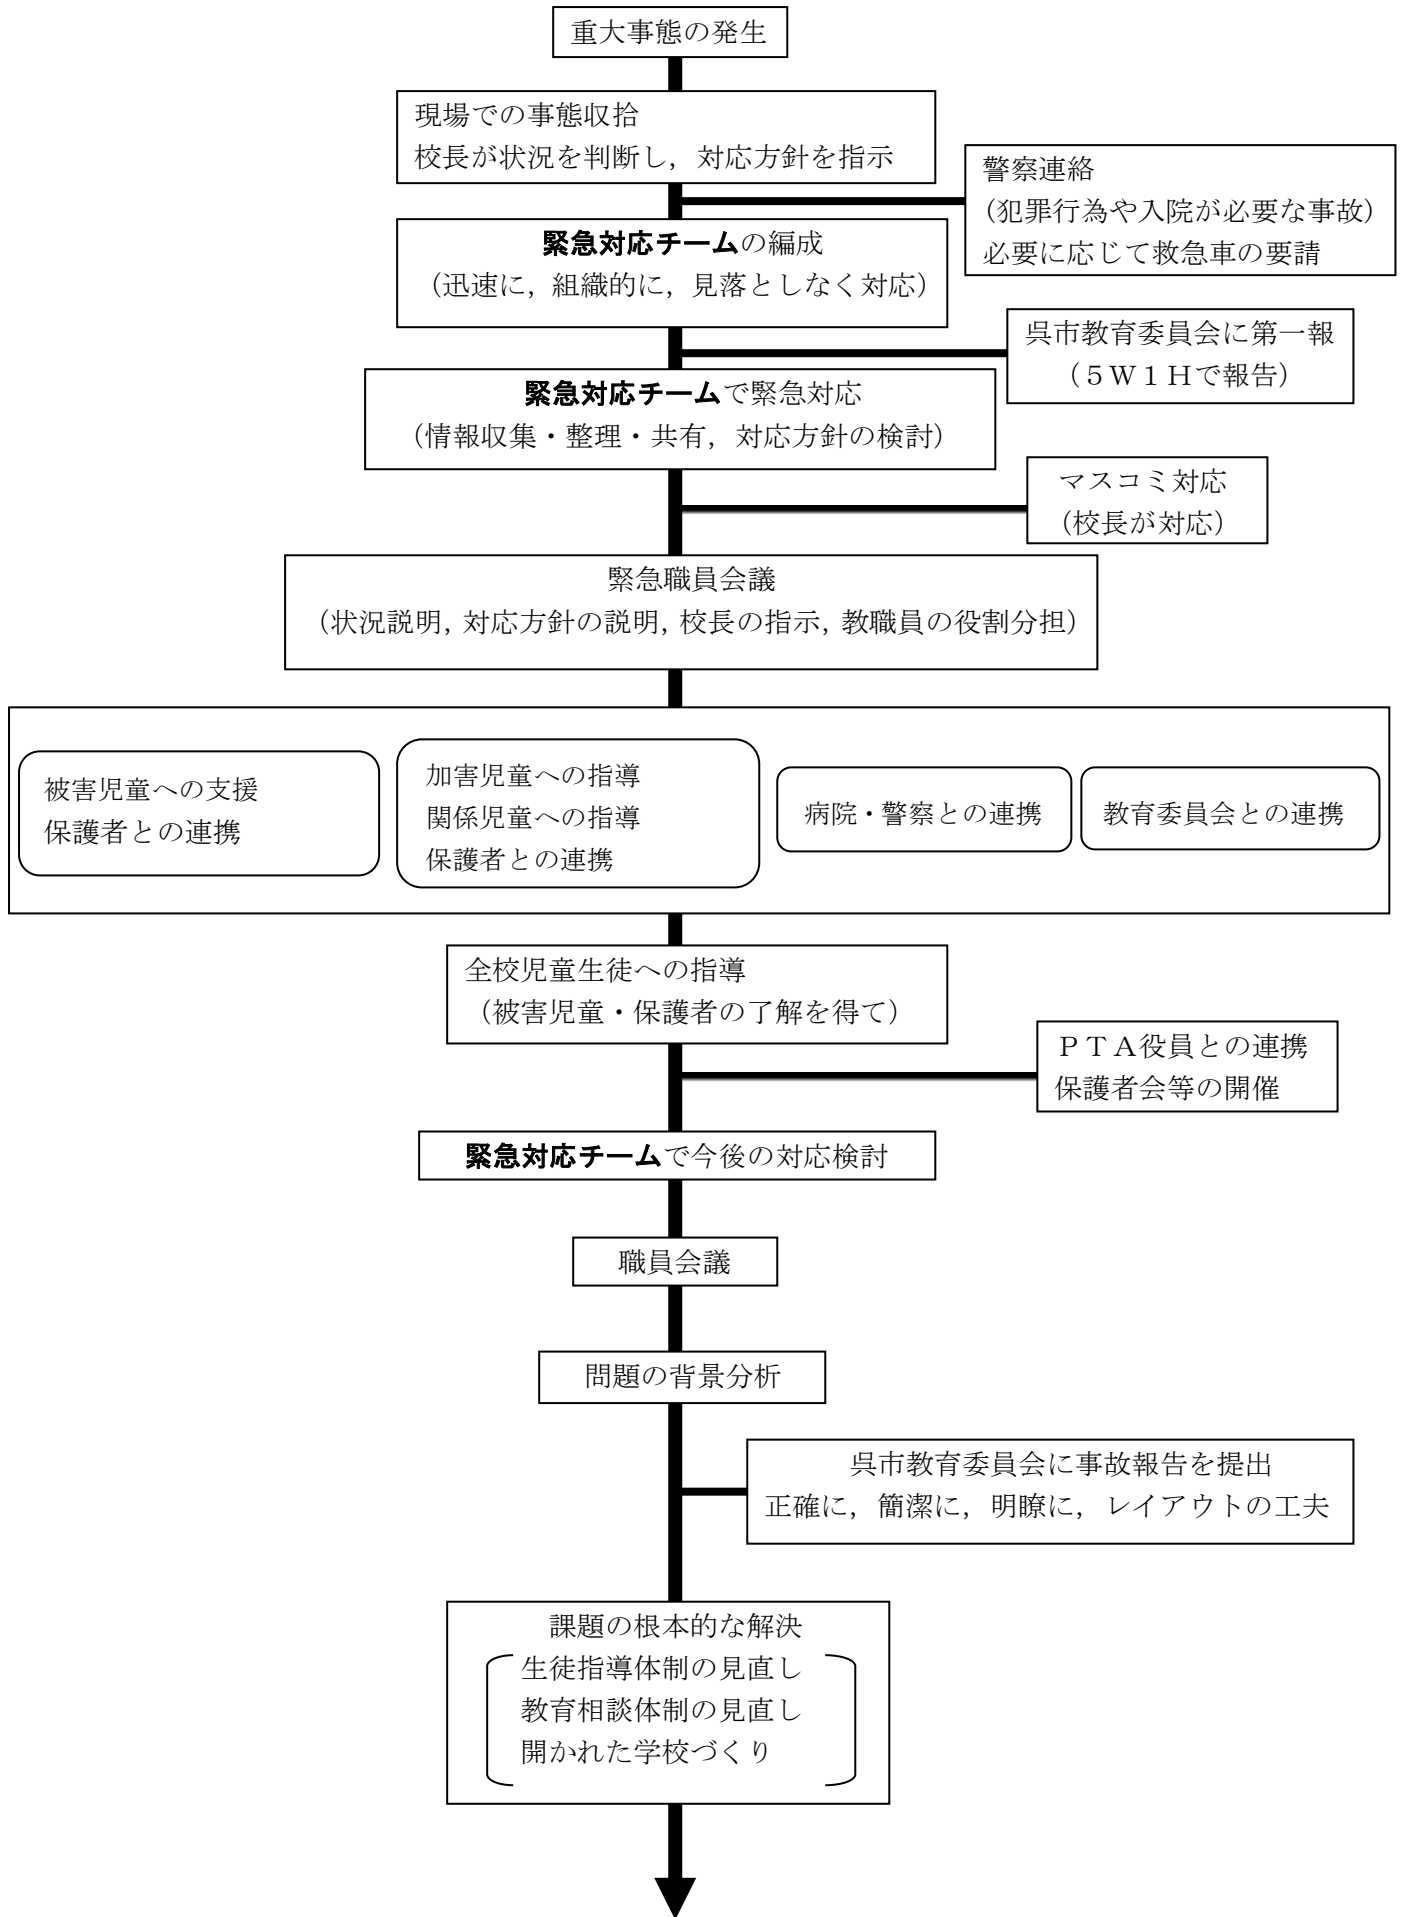 重大事態の発生
現場での事態収拾
校長が状況を判断し，対応方針を指示
警察連絡
（犯罪行為や入院が必要な事故）
必要に応じて救急車の要請
緊急対応チームの編成
（迅速に，組織的に，見落としなく対応）
呉市教育委員会に第一報
（５Ｗ１Ｈで報告）
緊急対応チームで緊急対応
（情報収集・整理・共有，対応方針の検討）
マスコミ対応
（校長が対応）
緊急職員会議
（状況説明，対応方針の説明，校長の指示，教職員の役割分担）
被害児童への支援
保護者との連携
加害児童への指導
関係児童への指導
保護者との連携
病院・警察との連携
教育委員会との連携
全校児童生徒への指導
（被害児童・保護者の了解を得て）
ＰＴＡ役員との連携
保護者会等の開催
緊急対応チームで今後の対応検討
職員会議
問題の背景分析
呉市教育委員会に事故報告を提出
正確に，簡潔に，明瞭に，レイアウトの工夫
課題の根本的な解決
生徒指導体制の見直し
教育相談体制の見直し
開かれた学校づくり